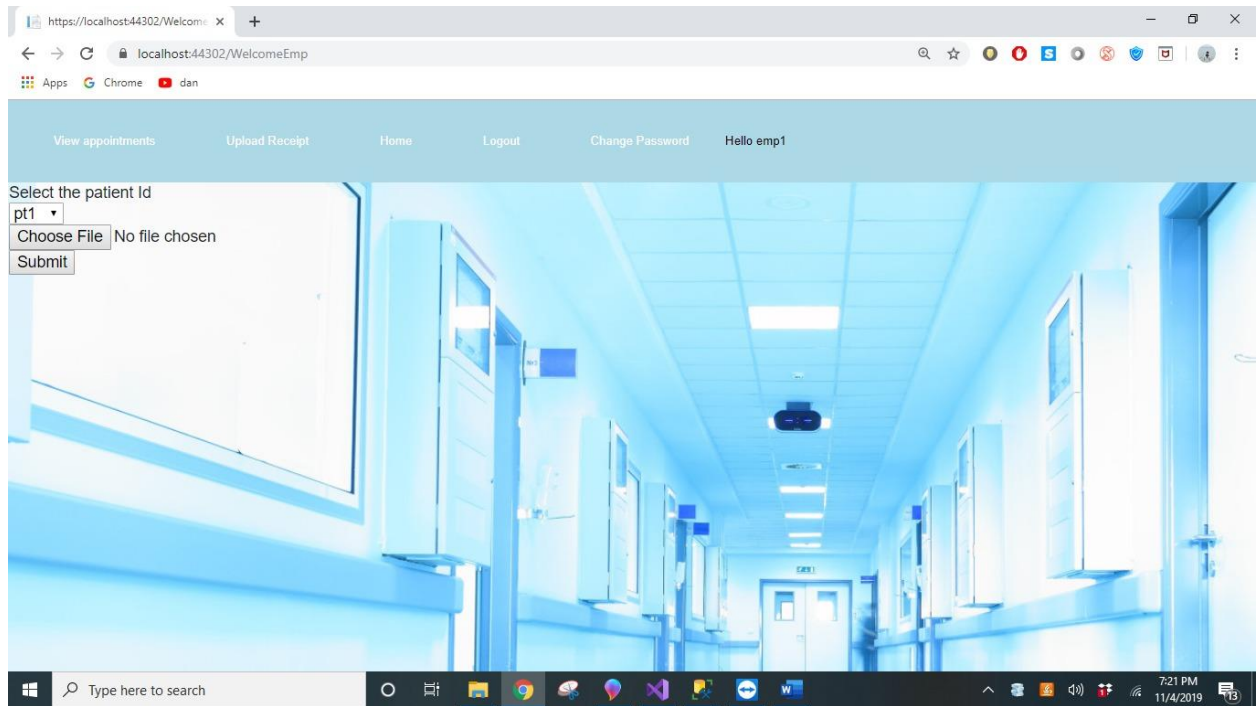 https://localhost:44302/Welcome
localhost:44302/WelcomeEmp
Apps Chrome dan
View appointments Upload Receipt Home Logout Change Password Hello emp1
Select the patient Id
pt1
Choose File No file chosen
Submit
Type here to search
7:21 PM
11/4/2019
13